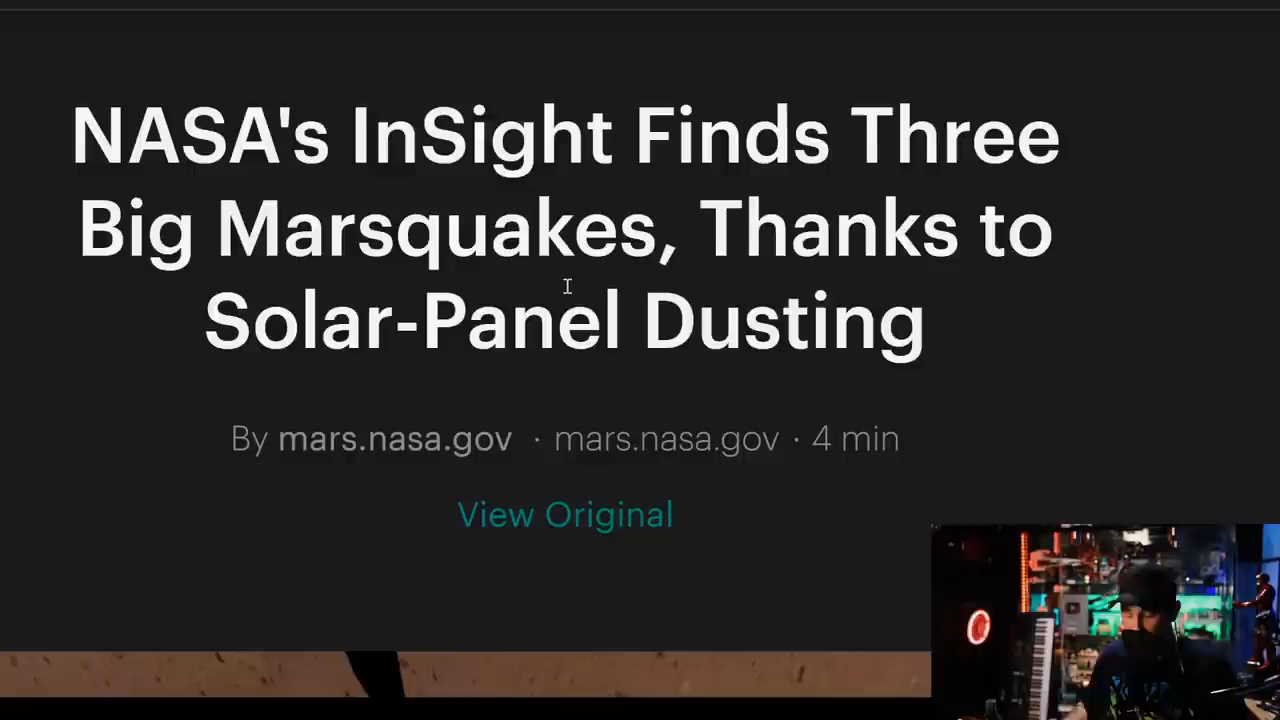 NASA's InSight Finds Three
Big Marsquakes, Thanks to
Solar-Panel Dusting
By mars.nasa.gov · mars.nasa.gov · 4 min
View Original